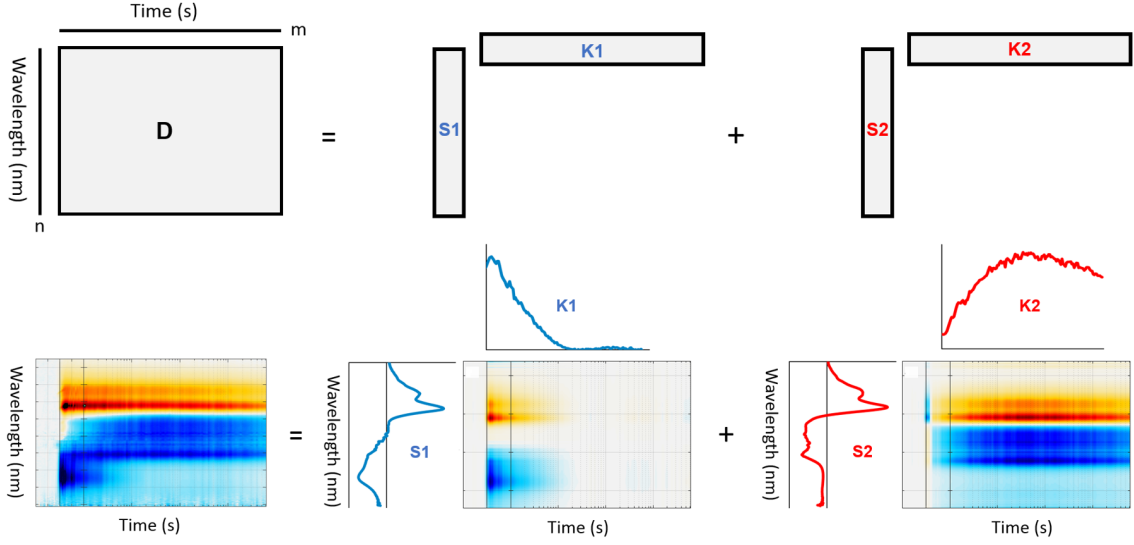 Time (s)
m
Wavelength (nm)
n
D
=
S1
K1
+
S2
K2
K1
K2
Wavelength (nm)
Time (s)
=
Wavelength (nm)
S1
Time (s)
+
Wavelength (nm)
S2
Time (s)